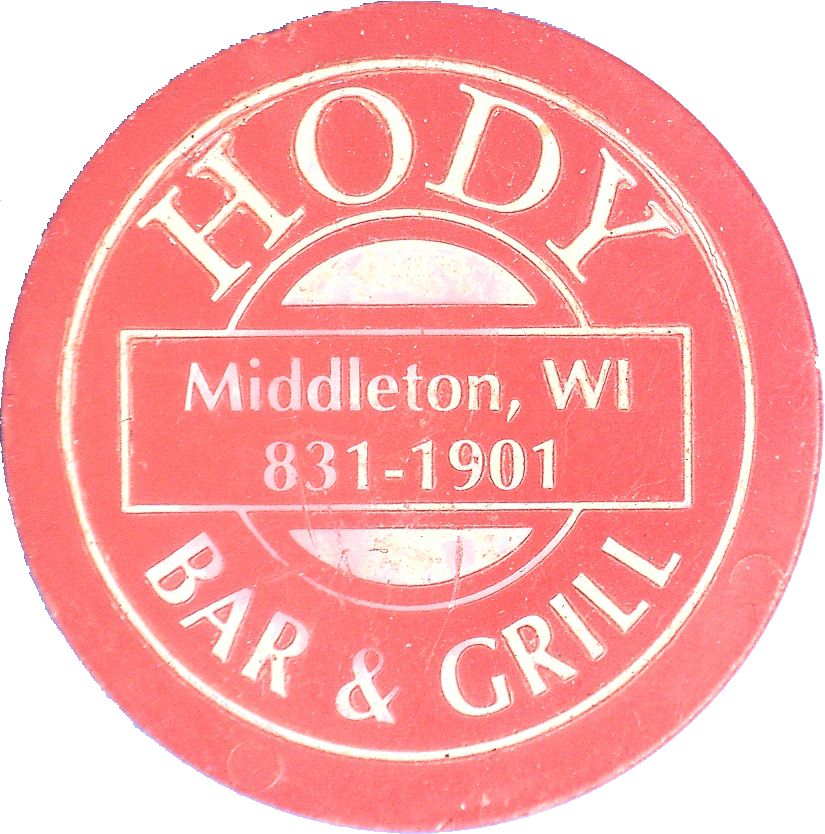 HODY
Middleton, WI
831-1901
BAR & GRILL